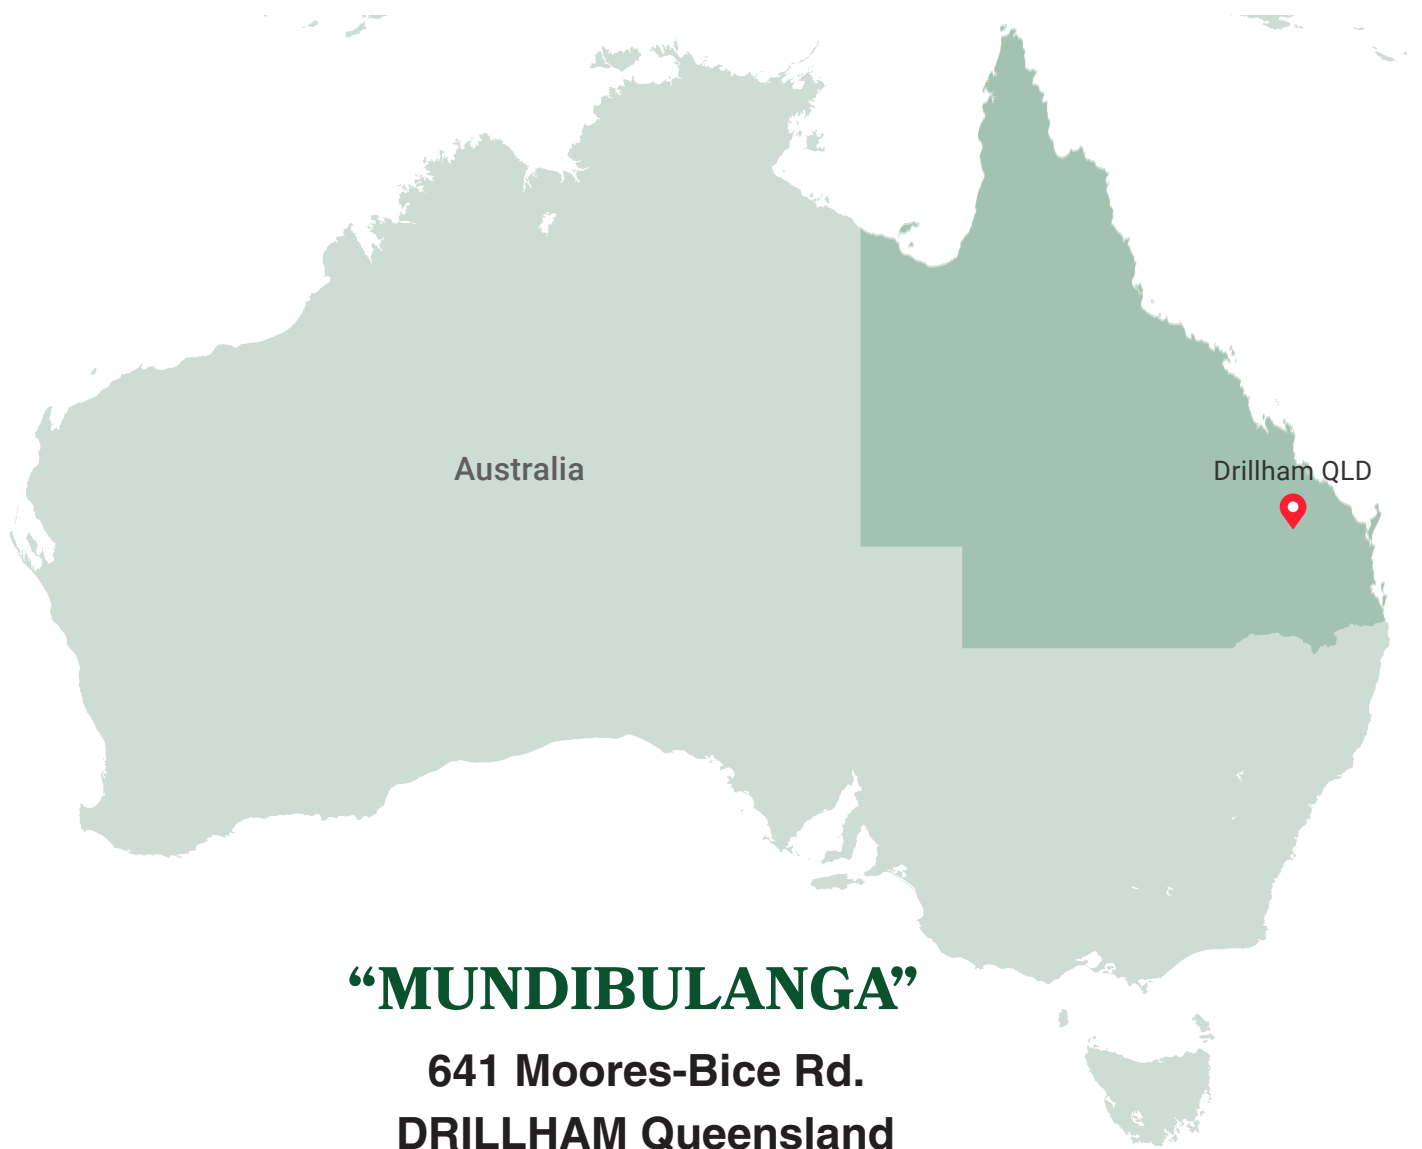 Australia
Drillham QLD
“MUNDIBULANGA”
641 Moores-Bice Rd.
DRILLHAM Queensland